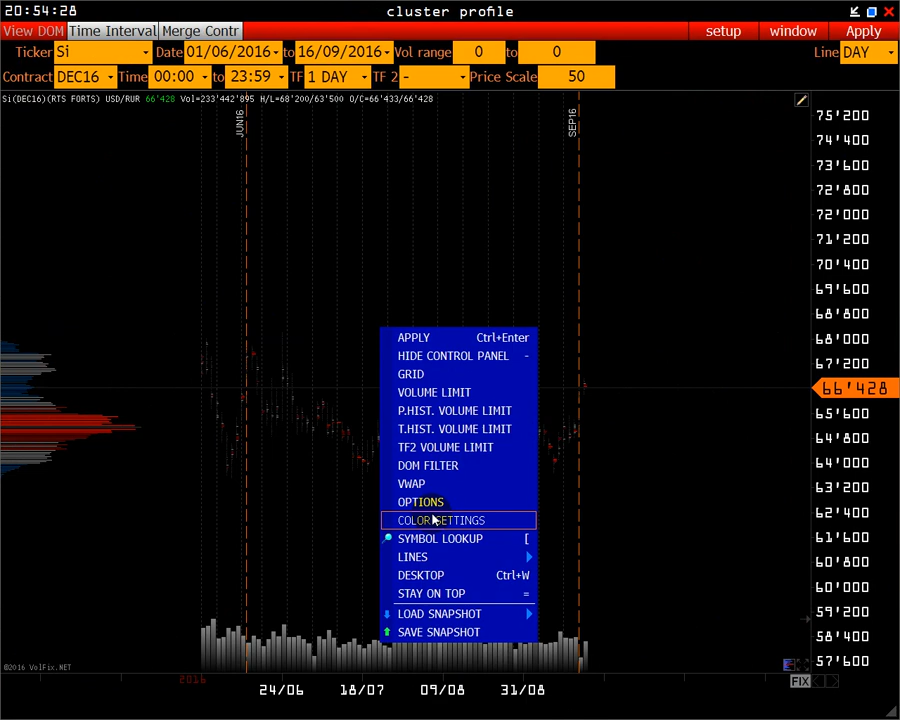 20:54:28 cluster profile
View DOM Time Interval Merge Contr setup window Apply
Ticker Si Date 01/06/2016 to 16/09/2016 Vol range 0 to 0 Line DAY
Contract DEC16 Time 00:00 to 23:59 TF 1 DAY TF 2 - Price Scale 50
Si(DEC16)(RTS FORTS) USD/RUR 66'428 Vol=233'442'895 H/L=68'200/63'500 O/C=66'433/66'428
JUN16
SEP16
75'200
74'400
73'600
72'800
72'000
71'200
70'400
69'600
68'800
68'000
67'200
66'428
65'600
64'800
64'000
63'200
62'400
61'600
60'800
60'000
59'200
58'400
57'600
APPLY Ctrl+Enter
HIDE CONTROL PANEL -
GRID
VOLUME LIMIT
P.HIST. VOLUME LIMIT
T.HIST. VOLUME LIMIT
TF2 VOLUME LIMIT
DOM FILTER
VWAP
OPTIONS
COLOR SETTINGS
SYMBOL LOOKUP [
LINES
DESKTOP Ctrl+W
STAY ON TOP =
LOAD SNAPSHOT
SAVE SNAPSHOT
©2016 VolFix.NET
2016
FIX
24/06 18/07 09/08 31/08